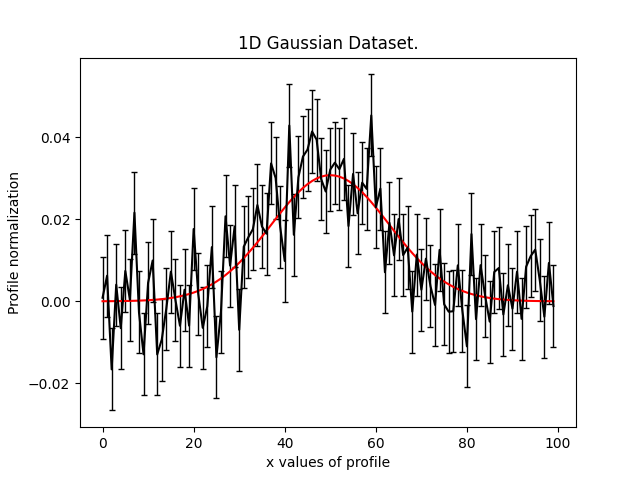 1D Gaussian Dataset.
Profile normalization
0.04
0.02
0.00
−0.02
0 20 40 60 80 100
x values of profile